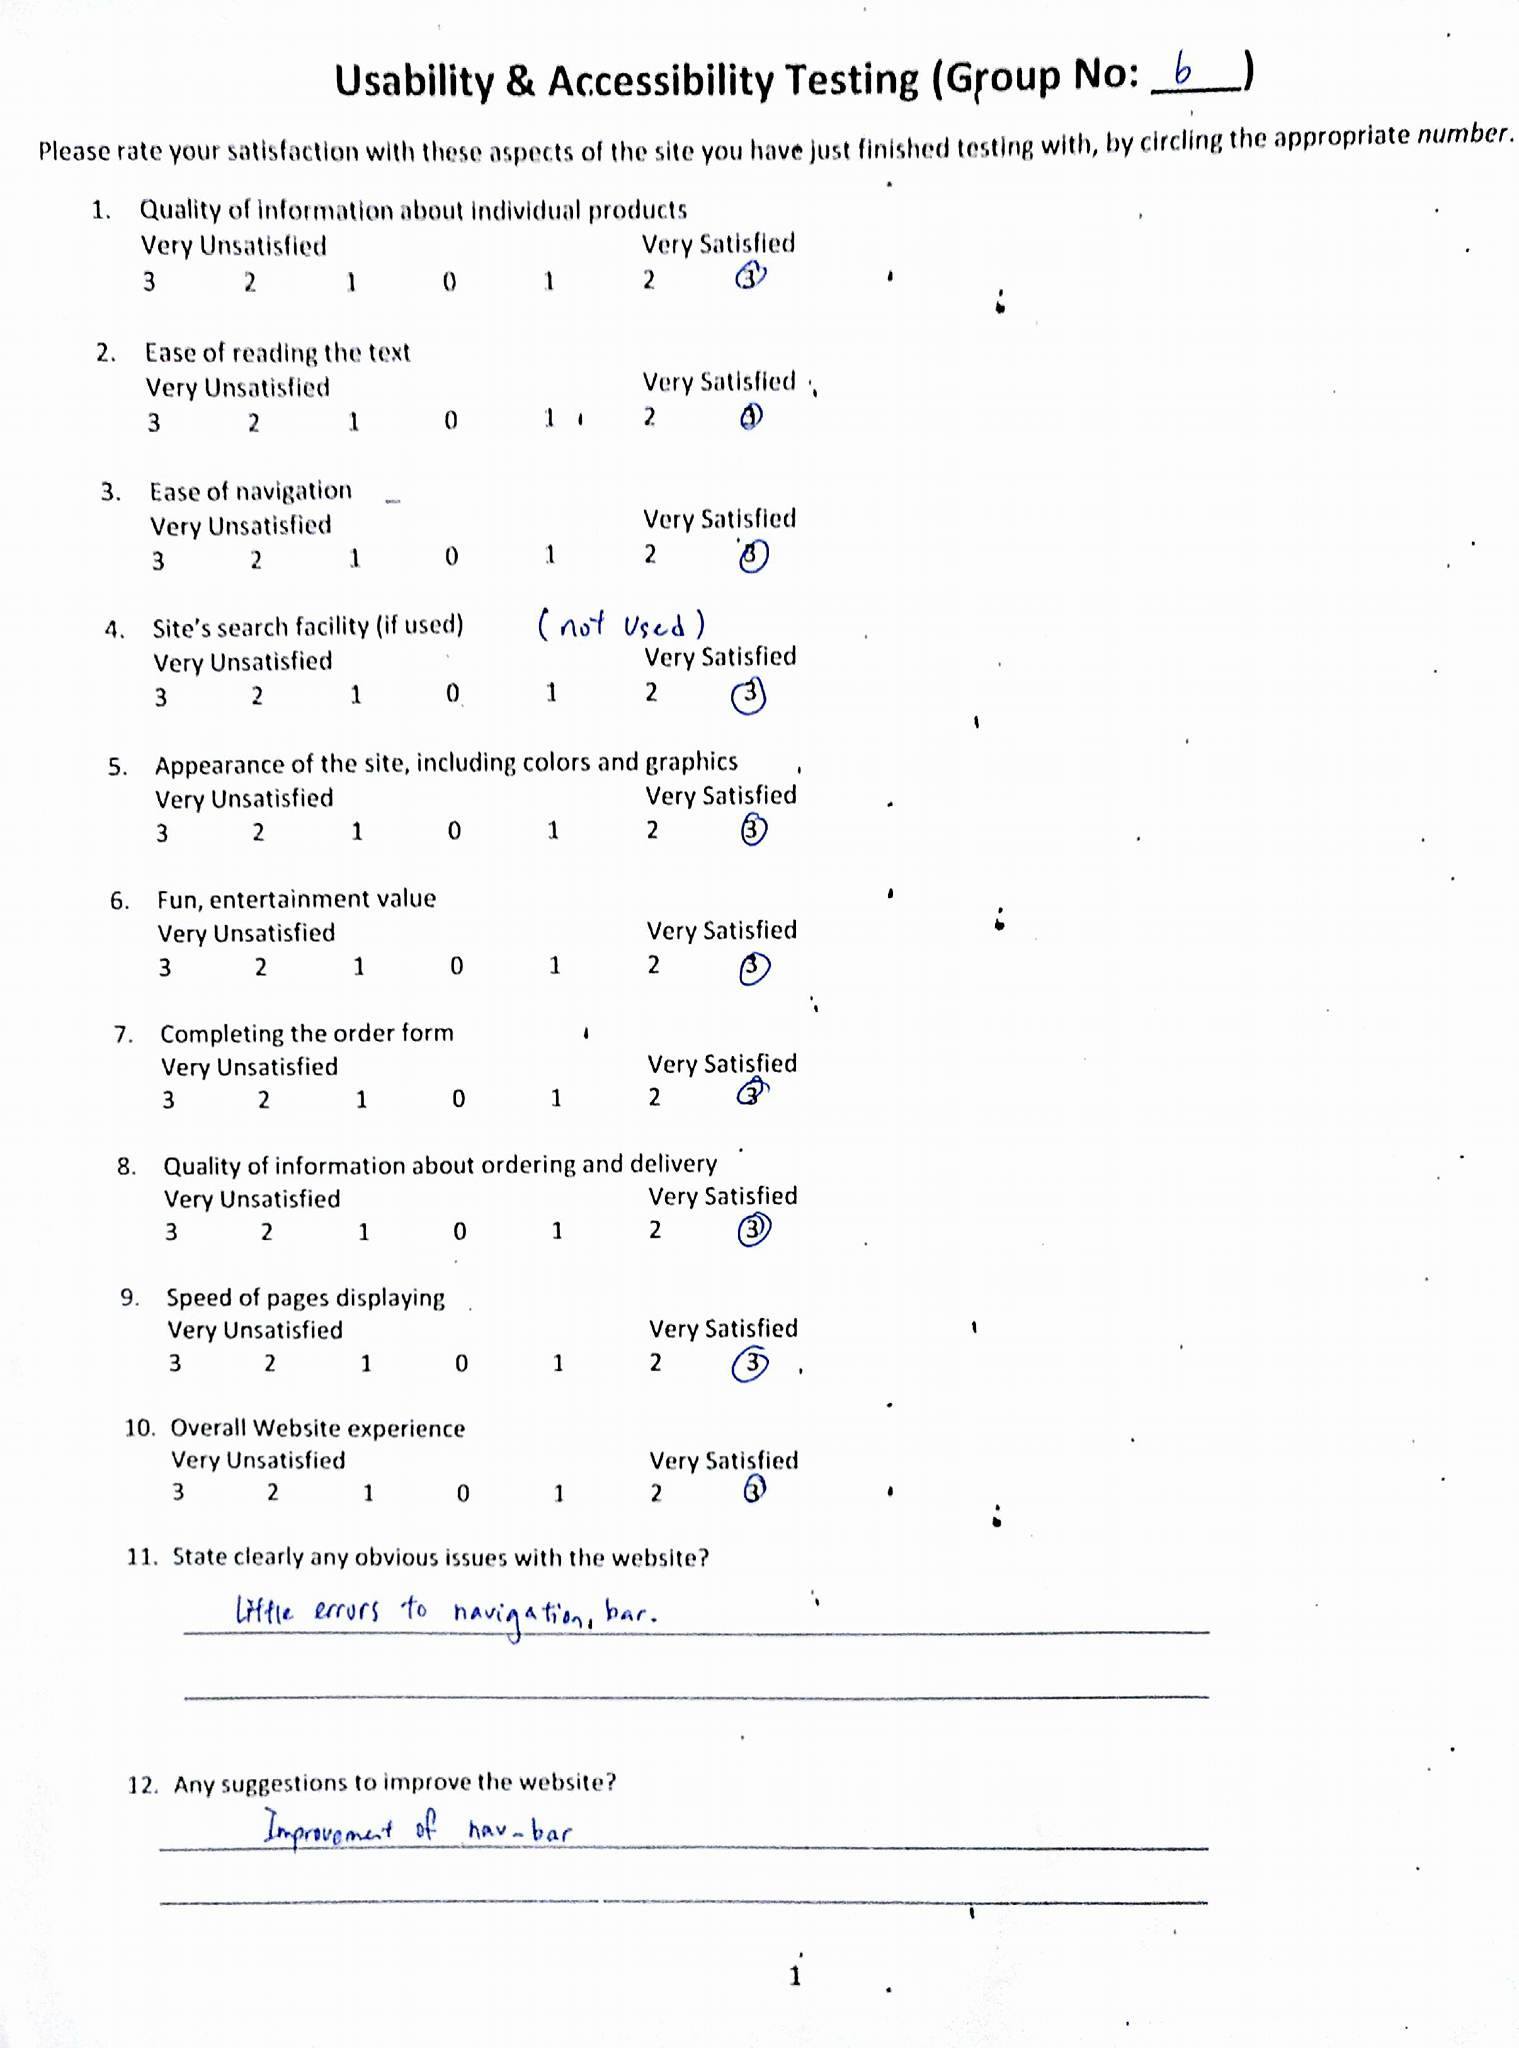 Usability & Accessibility Testing (Group No: 6)
Please rate your satisfaction with these aspects of the site you have just finished testing with, by circling the appropriate number.
1. Quality of information about individual products
Very Unsatisfied Very Satisfied
3 2 1 0 1 2 3
2. Ease of reading the text
Very Unsatisfied Very Satisfied
3 2 1 0 1 2 3
3. Ease of navigation
Very Unsatisfied Very Satisfied
3 2 1 0 1 2 3
4. Site's search facility (if used) (not used)
Very Unsatisfied Very Satisfied
3 2 1 0 1 2 3
5. Appearance of the site, including colors and graphics
Very Unsatisfied Very Satisfied
3 2 1 0 1 2 3
6. Fun, entertainment value
Very Unsatisfied Very Satisfied
3 2 1 0 1 2 3
7. Completing the order form
Very Unsatisfied Very Satisfied
3 2 1 0 1 2 3
8. Quality of information about ordering and delivery
Very Unsatisfied Very Satisfied
3 2 1 0 1 2 3
9. Speed of pages displaying
Very Unsatisfied Very Satisfied
3 2 1 0 1 2 3
10. Overall Website experience
Very Unsatisfied Very Satisfied
3 2 1 0 1 2 3
11. State clearly any obvious issues with the website?
Little errors to navigation, bar.
12. Any suggestions to improve the website?
Improvement of nav-bar
1